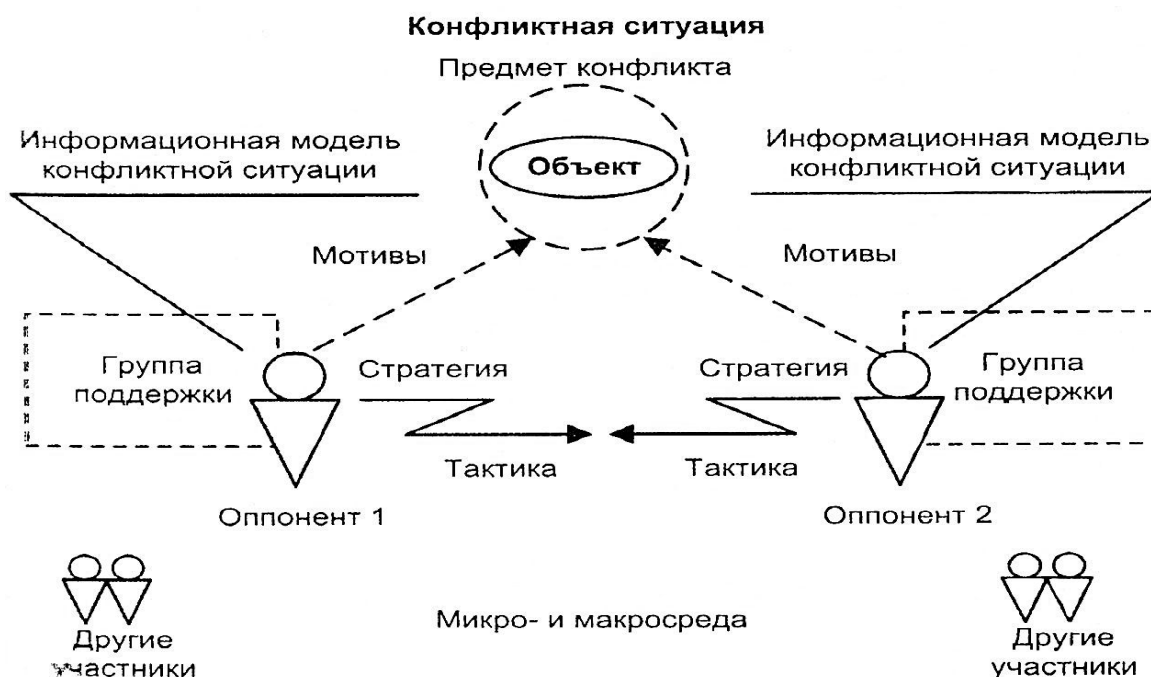 Конфликтная ситуация
Предмет конфликта
Информационная модель
конфликтной ситуации
Объект
Информационная модель
конфликтной ситуации
Мотивы
Мотивы
Группа
поддержки
Стратегия
Стратегия
Группа
поддержки
Тактика
Тактика
Оппонент 1
Оппонент 2
Микро- и макросреда
Другие
участники
Другие
участники